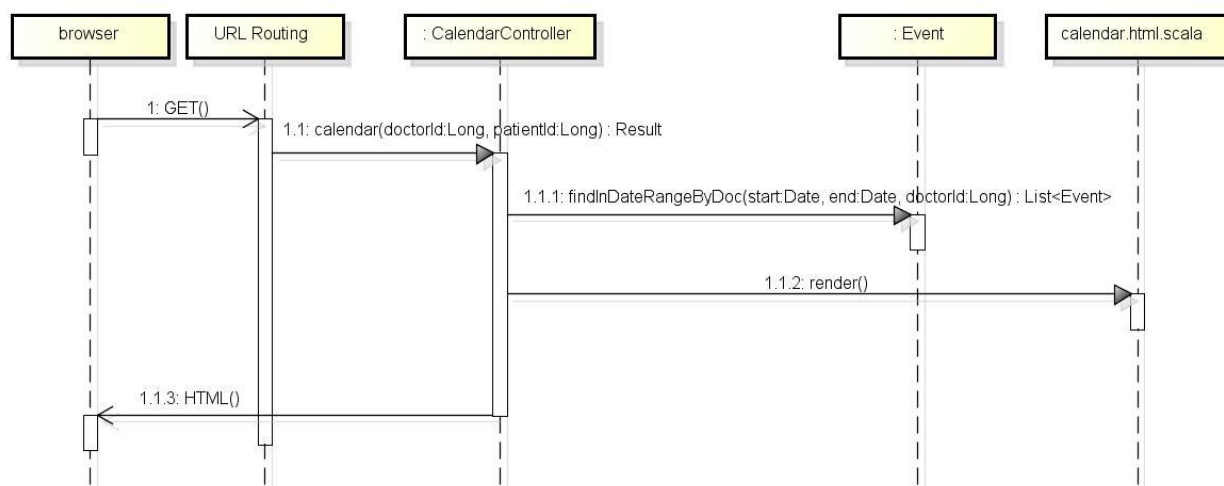 browser
URL Routing
: CalendarController
: Event
calendar.html.scala
1: GET()
1.1: calendar(doctorId:Long, patientId:Long) : Result
1.1.1: findInDateRangeByDoc(start:Date, end:Date, doctorId:Long) : List<Event>
1.1.2: render()
1.1.3: HTML()